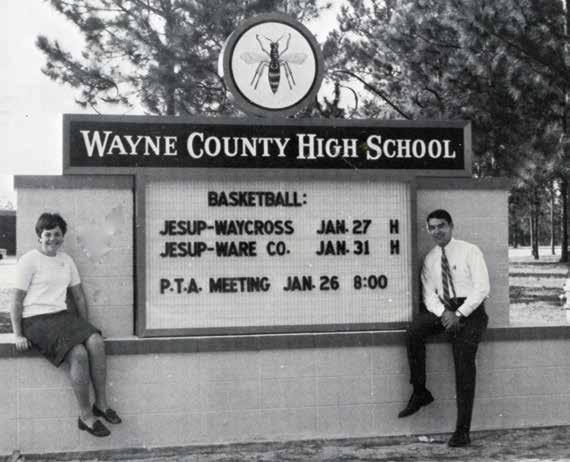 WAYNE COUNTY HIGH SCHOOL
BASKETBALL:
JESUP-WAYCROSS JAN. 27 H
JESUP-WARE CO. JAN. 31 H
P.T.A. MEETING JAN. 26 8:00